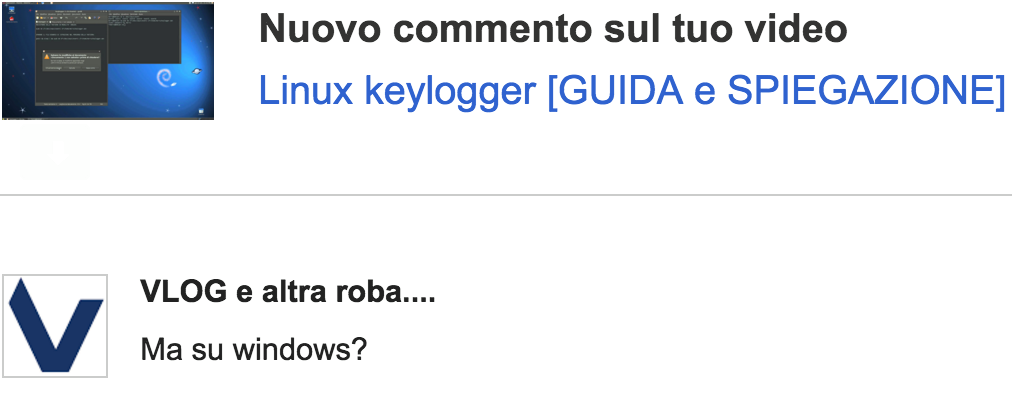 Nuovo commento sul tuo video
Linux keylogger [GUIDA e SPIEGAZIONE]
VLOG e altra roba....
Ma su windows?